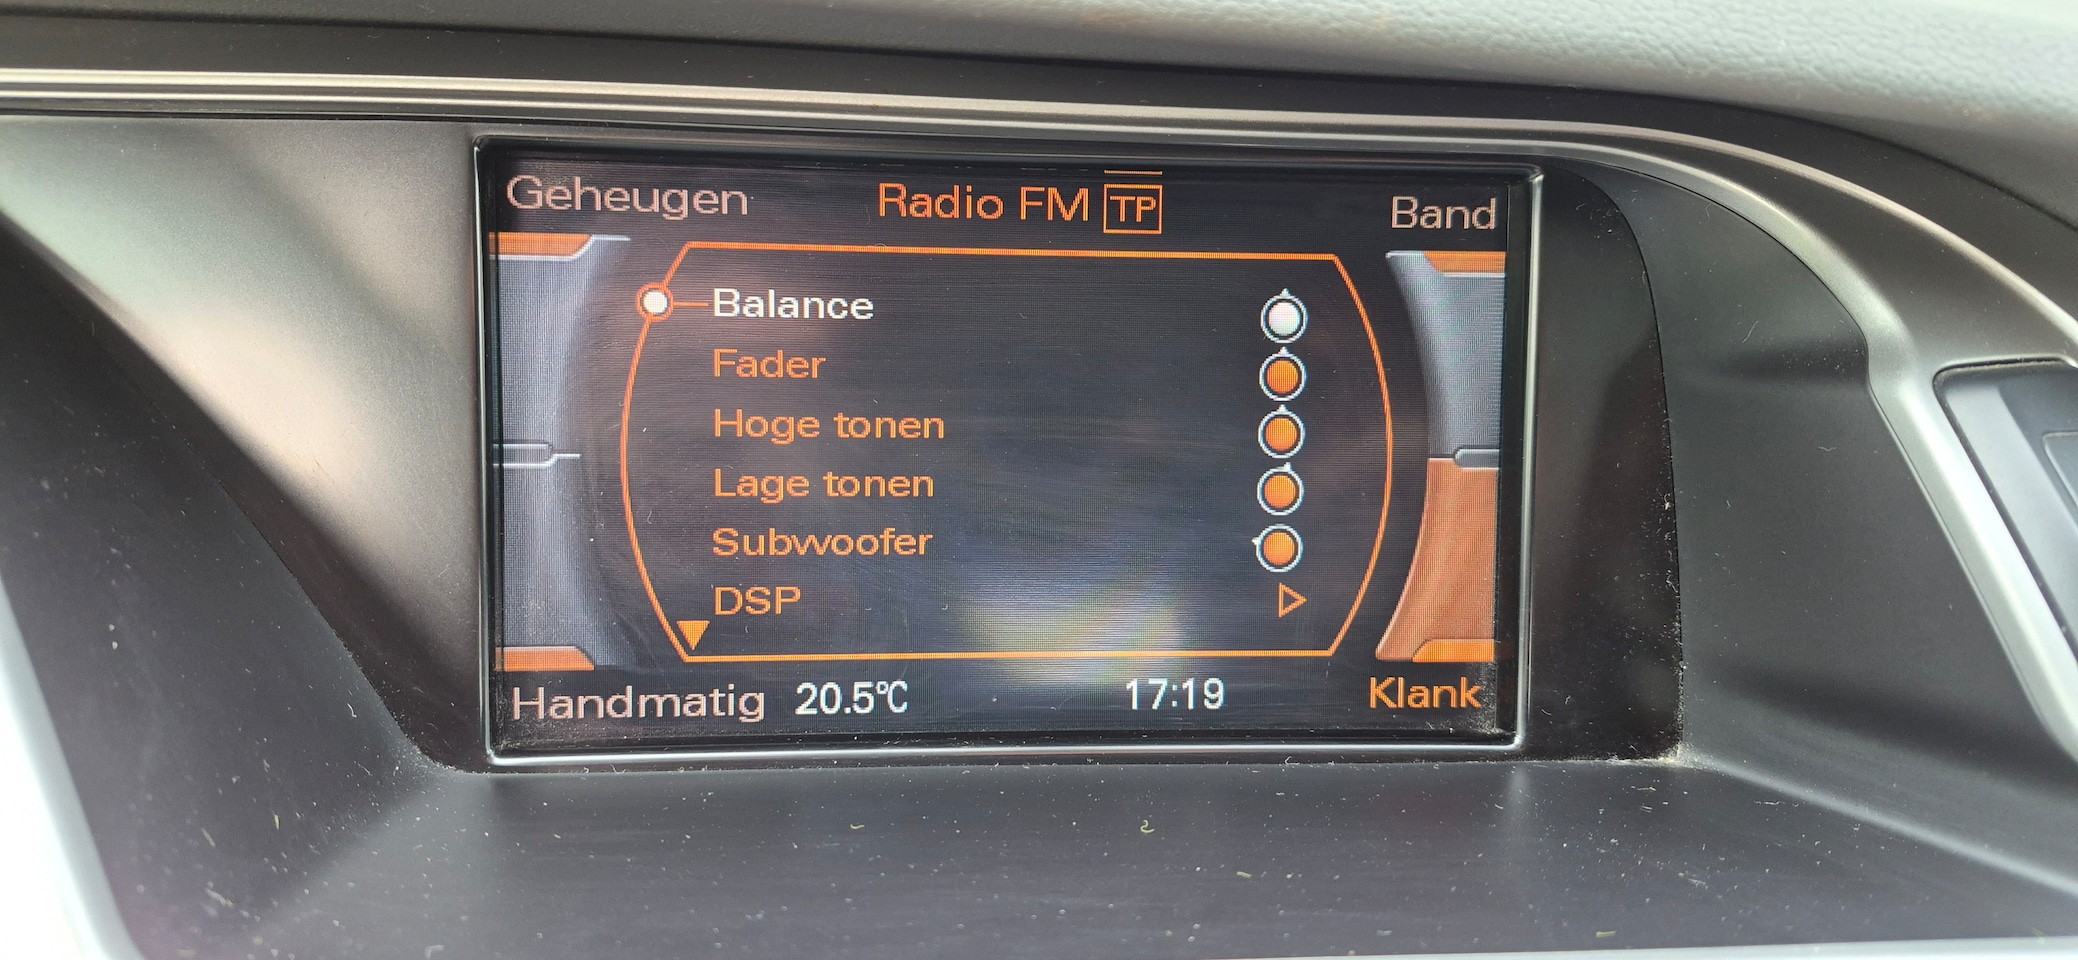 Geheugen Radio FM TP Band
Balance
Fader
Hoge tonen
Lage tonen
Subwoofer
DSP
Handmatig 20.5°C 17:19 Klank